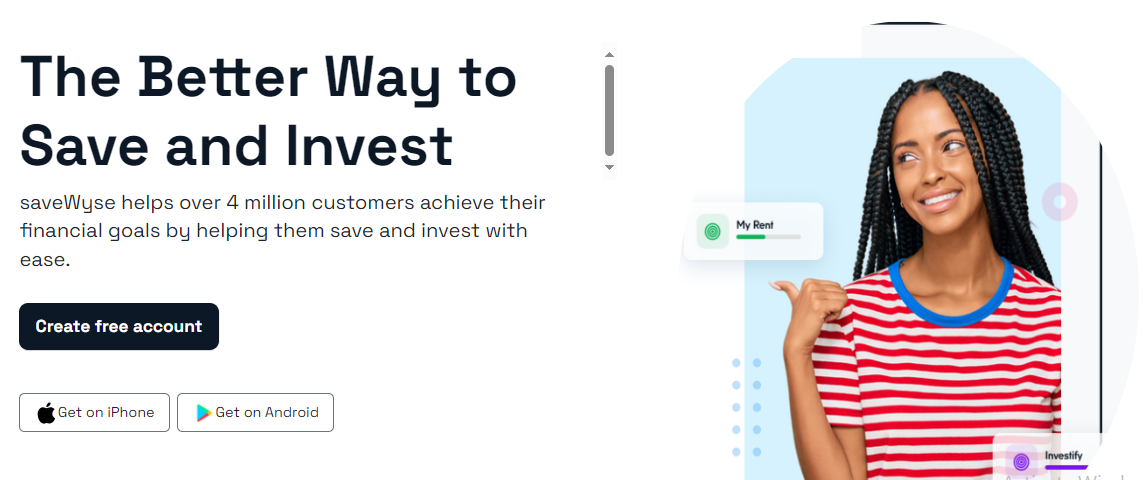 The Better Way to
Save and Invest
saveWyse helps over 4 million customers achieve their
financial goals by helping them save and invest with
ease.
Create free account
Get on iPhone
Get on Android
My Rent
Investify